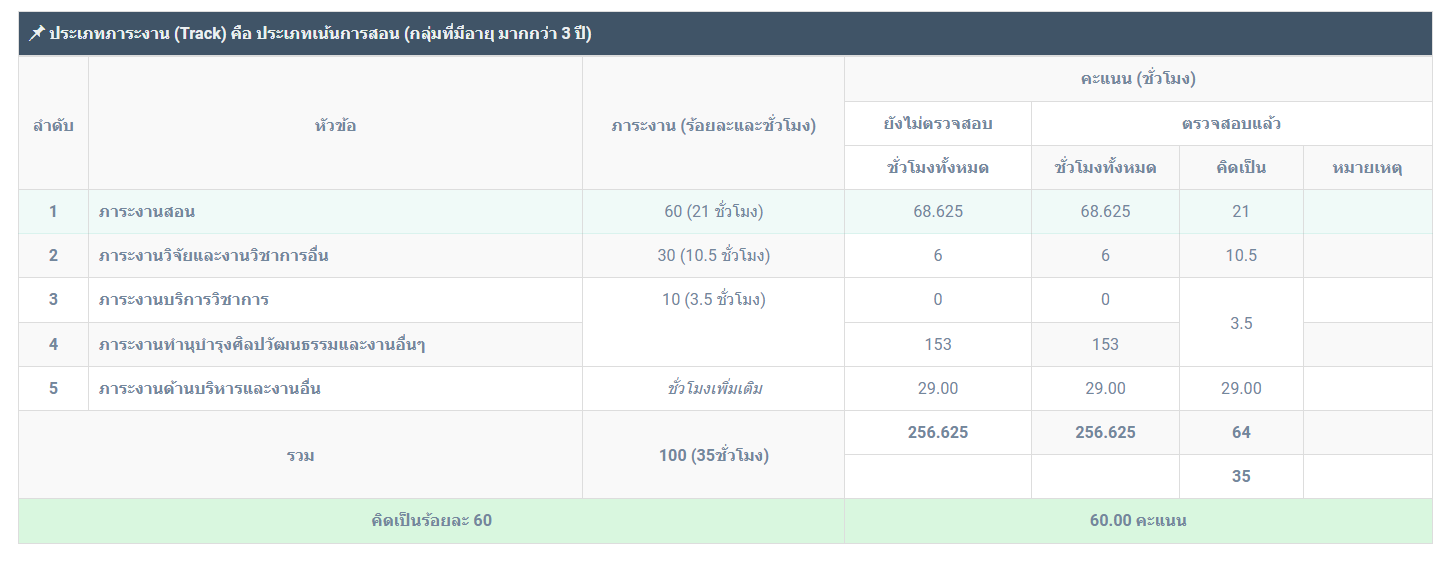 📌 ประเภทภาระงาน (Track) คือ ประเภทเน้นการสอน (กลุ่มที่มีอายุ มากกว่า 3 ปี)
ลำดับ หัวข้อ ภาระงาน (ร้อยละและชั่วโมง) คะแนน (ชั่วโมง)
ยังไม่ตรวจสอบ ตรวจสอบแล้ว
ชั่วโมงทั้งหมด ชั่วโมงทั้งหมด คิดเป็น หมายเหตุ
1 ภาระงานสอน 60 (21 ชั่วโมง) 68.625 68.625 21
2 ภาระงานวิจัยและงานวิชาการอื่น 30 (10.5 ชั่วโมง) 6 6 10.5
3 ภาระงานบริการวิชาการ 10 (3.5 ชั่วโมง) 0 0 3.5
4 ภาระงานทำนุบำรุงศิลปวัฒนธรรมและงานอื่นๆ 153 153
5 ภาระงานด้านบริหารและงานอื่น ชั่วโมงเพิ่มเติม 29.00 29.00 29.00
รวม 100 (35ชั่วโมง) 256.625 256.625 64
35
คิดเป็นร้อยละ 60 60.00 คะแนน